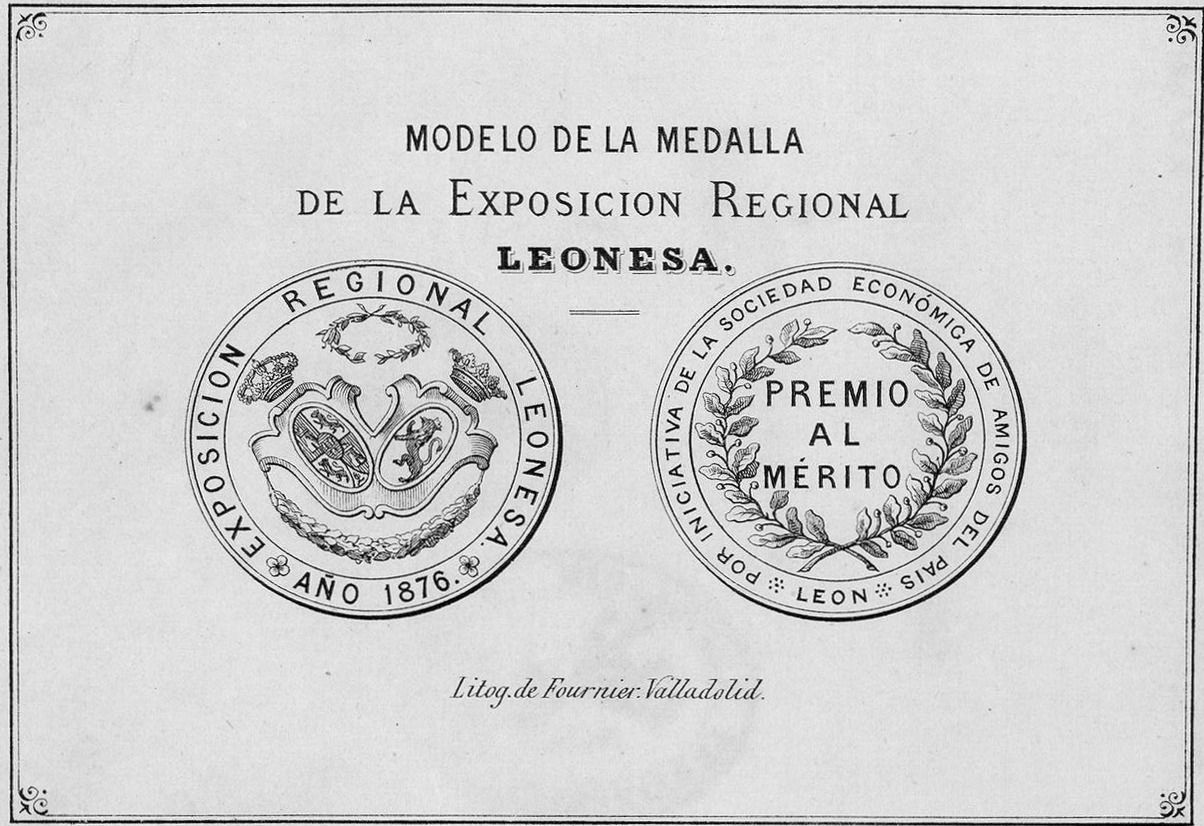 MODELO DE LA MEDALLA
DE LA EXPOSICION REGIONAL
LEONESA.
EXPOSICION REGIONAL LEONESA.
AÑO 1876.
POR INICIATIVA DE LA SOCIEDAD ECONÓMIGA DE AMIGOS DEL PAIS
LEON
PREMIO
AL
MÉRITO
Litog. de Fournier. Valladolid.